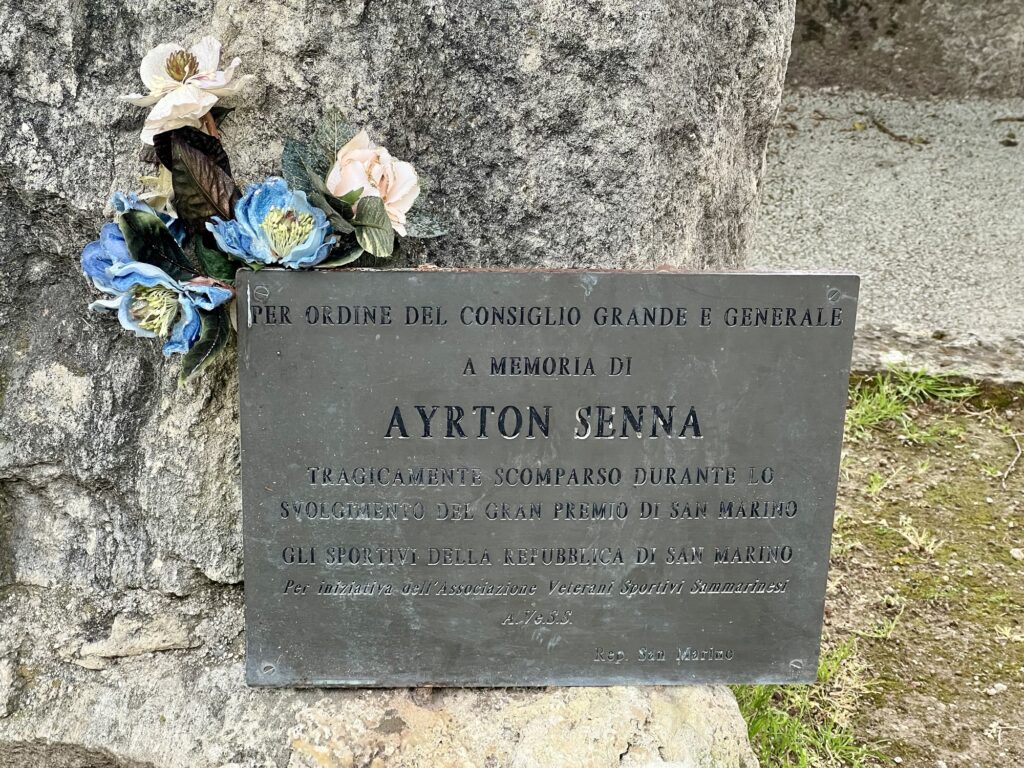 PER ORDINE DEL CONSIGLIO GRANDE E GENERALE
A MEMORIA DI
AYRTON SENNA
TRAGICAMENTE SCOMPARSO DURANTE LO
SVOLGIMENTO DEL GRAN PREMIO DI SAN MARINO
GLI SPORTIVI DELLA REPUBBLICA DI SAN MARINO
Per iniziativa dell'Associazione Veterani Sportivi Sammarinesi
A.Ve.S.S.
Rep. San Marino